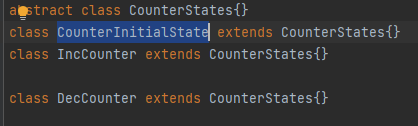 abstract class CounterStates{}
class CounterInitialState extends CounterStates{}
class IncCounter extends CounterStates{}
class DecCounter extends CounterStates{}